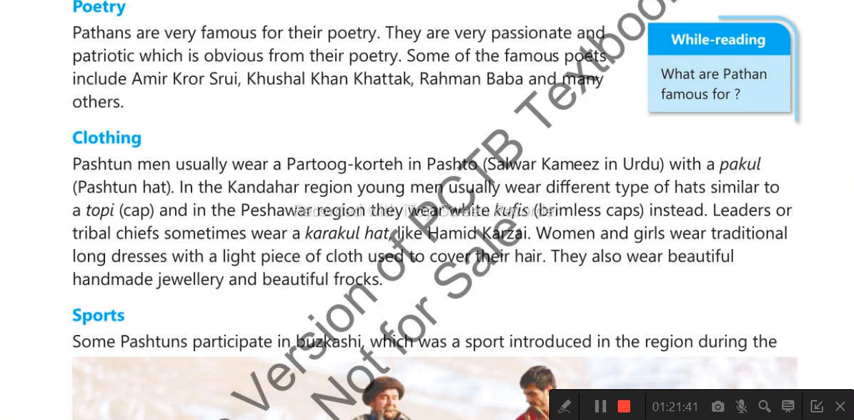 Poetry
Pathans are very famous for their poetry. They are very passionate and
patriotic which is obvious from their poetry. Some of the famous poets
include Amir Kror Srui, Khushal Khan Khattak, Rahman Baba and many
others.
While-reading
What are Pathan
famous for ?
Clothing
Pashtun men usually wear a Partoog-korteh in Pashto (Salwar Kameez in Urdu) with a pakul
(Pashtun hat). In the Kandahar region young men usually wear different type of hats similar to
a topi (cap) and in the Peshawar region they wear white kufis (brimless caps) instead. Leaders or
tribal chiefs sometimes wear a karakul hat, like Hamid Karzai. Women and girls wear traditional
long dresses with a light piece of cloth used to cover their hair. They also wear beautiful
handmade jewellery and beautiful frocks.
Sports
Some Pashtuns participate in buzkashi, which was a sport introduced in the region during the
Version of PCTB Textbook
Not for Sale
01:21:41